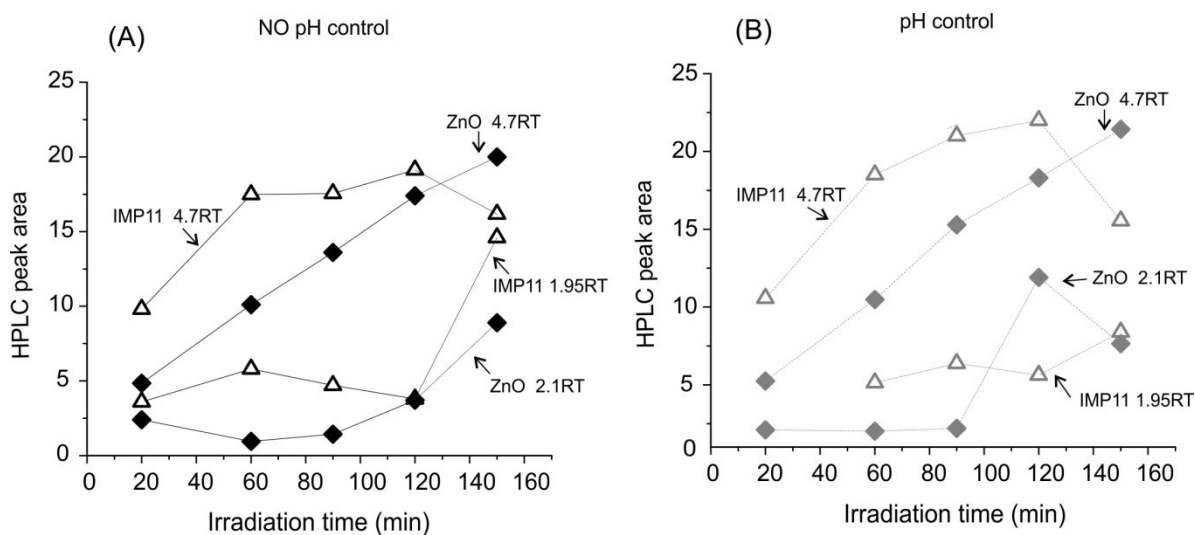 (A)
NO pH control
HPLC peak area
25
20
15
10
5
0
ZnO 4.7RT
IMP11 4.7RT
IMP11 1.95RT
ZnO 2.1RT
0 20 40 60 80 100 120 140 160
Irradiation time (min)
(B)
pH control
HPLC peak area
25
20
15
10
5
0
ZnO 4.7RT
IMP11 4.7RT
ZnO 2.1RT
IMP11 1.95RT
0 20 40 60 80 100 120 140 160
Irradiation time (min)